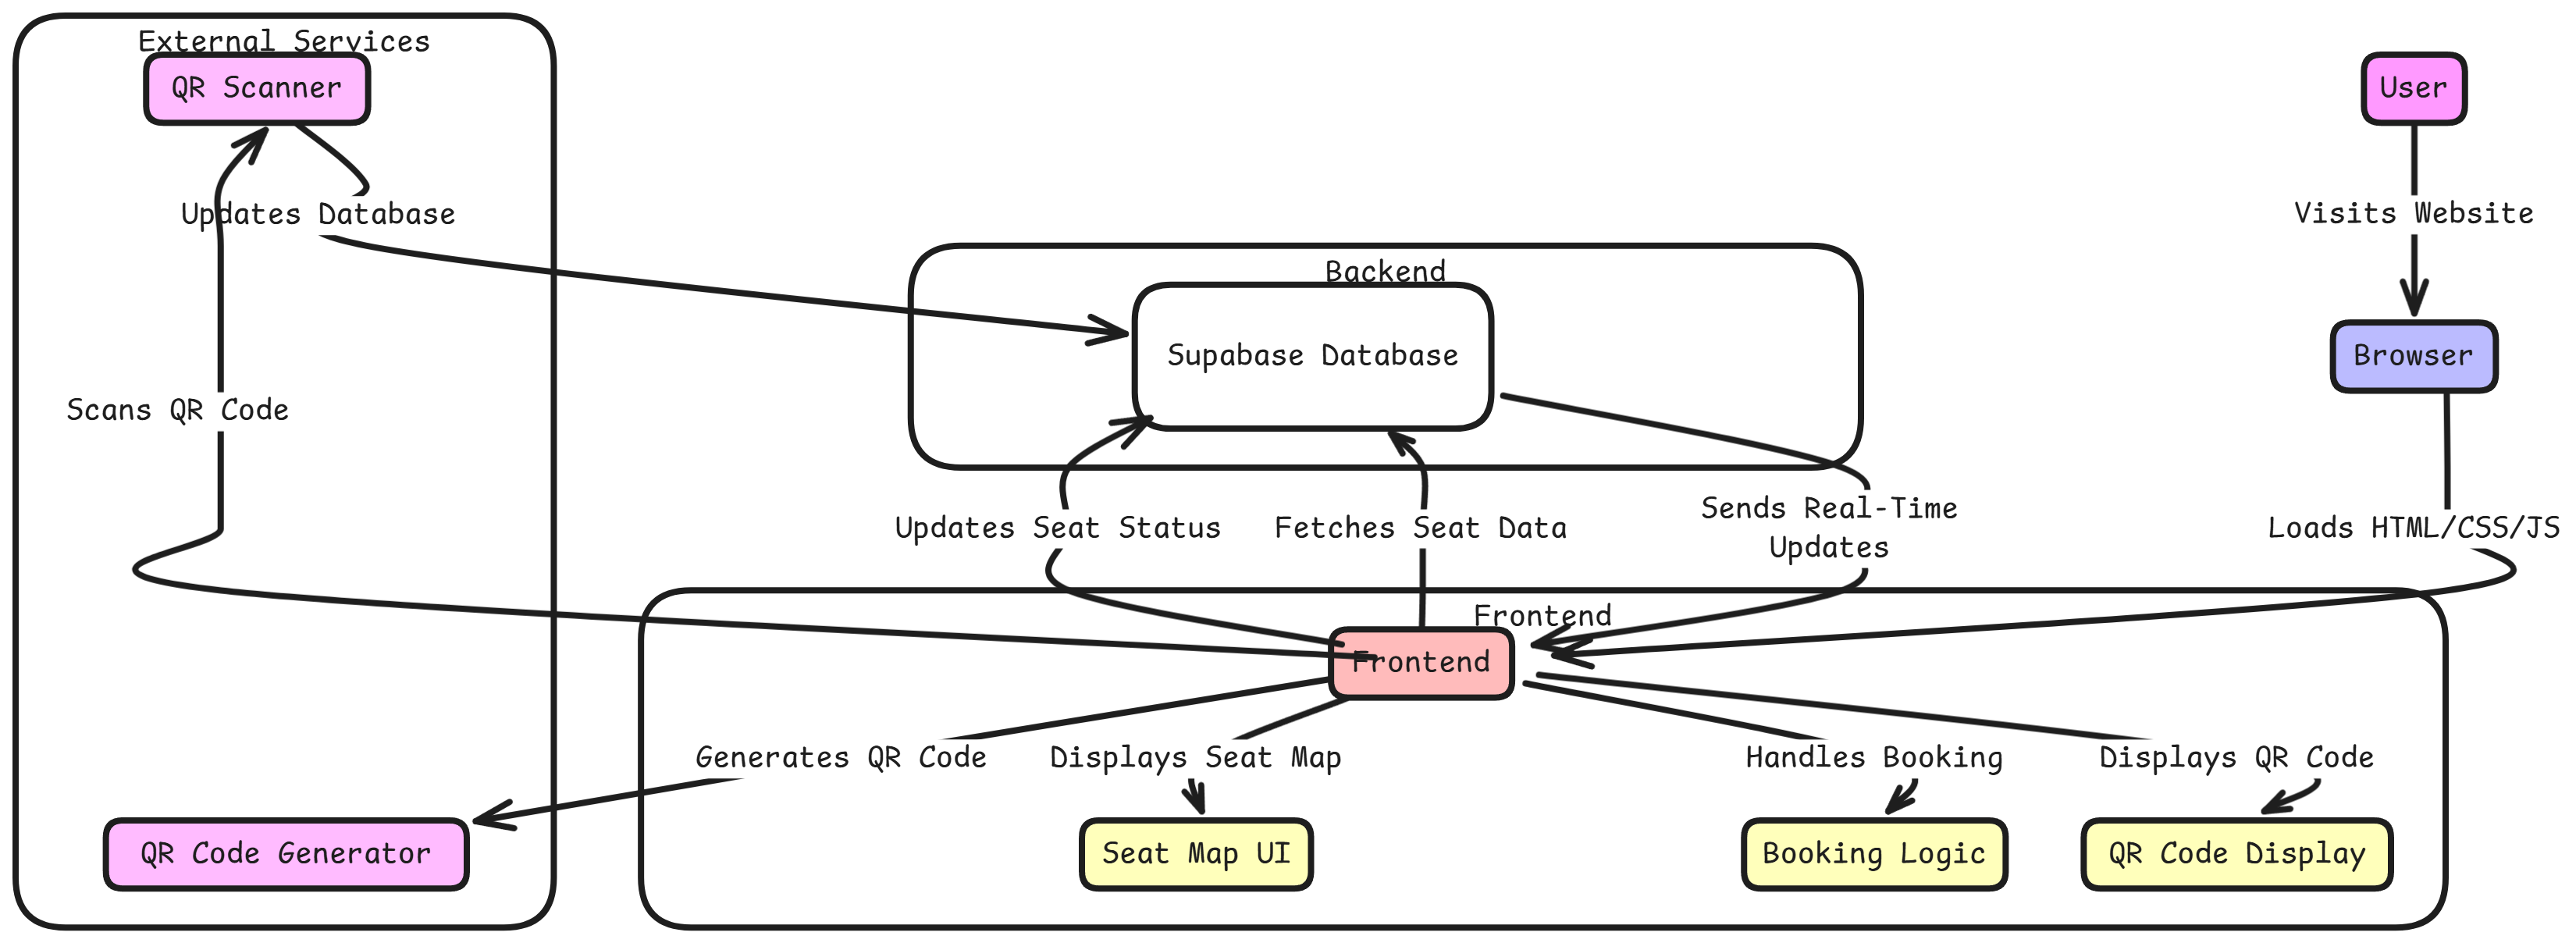 External Services
QR Scanner
User
Updates Database
Visits Website
Backend
Supabase Database
Browser
Scans QR Code
Updates Seat Status
Fetches Seat Data
Sends Real-Time
Updates
Loads HTML/CSS/JS
Frontend
Frontend
Generates QR Code
Displays Seat Map
Handles Booking
Displays QR Code
QR Code Generator
Seat Map UI
Booking Logic
QR Code Display